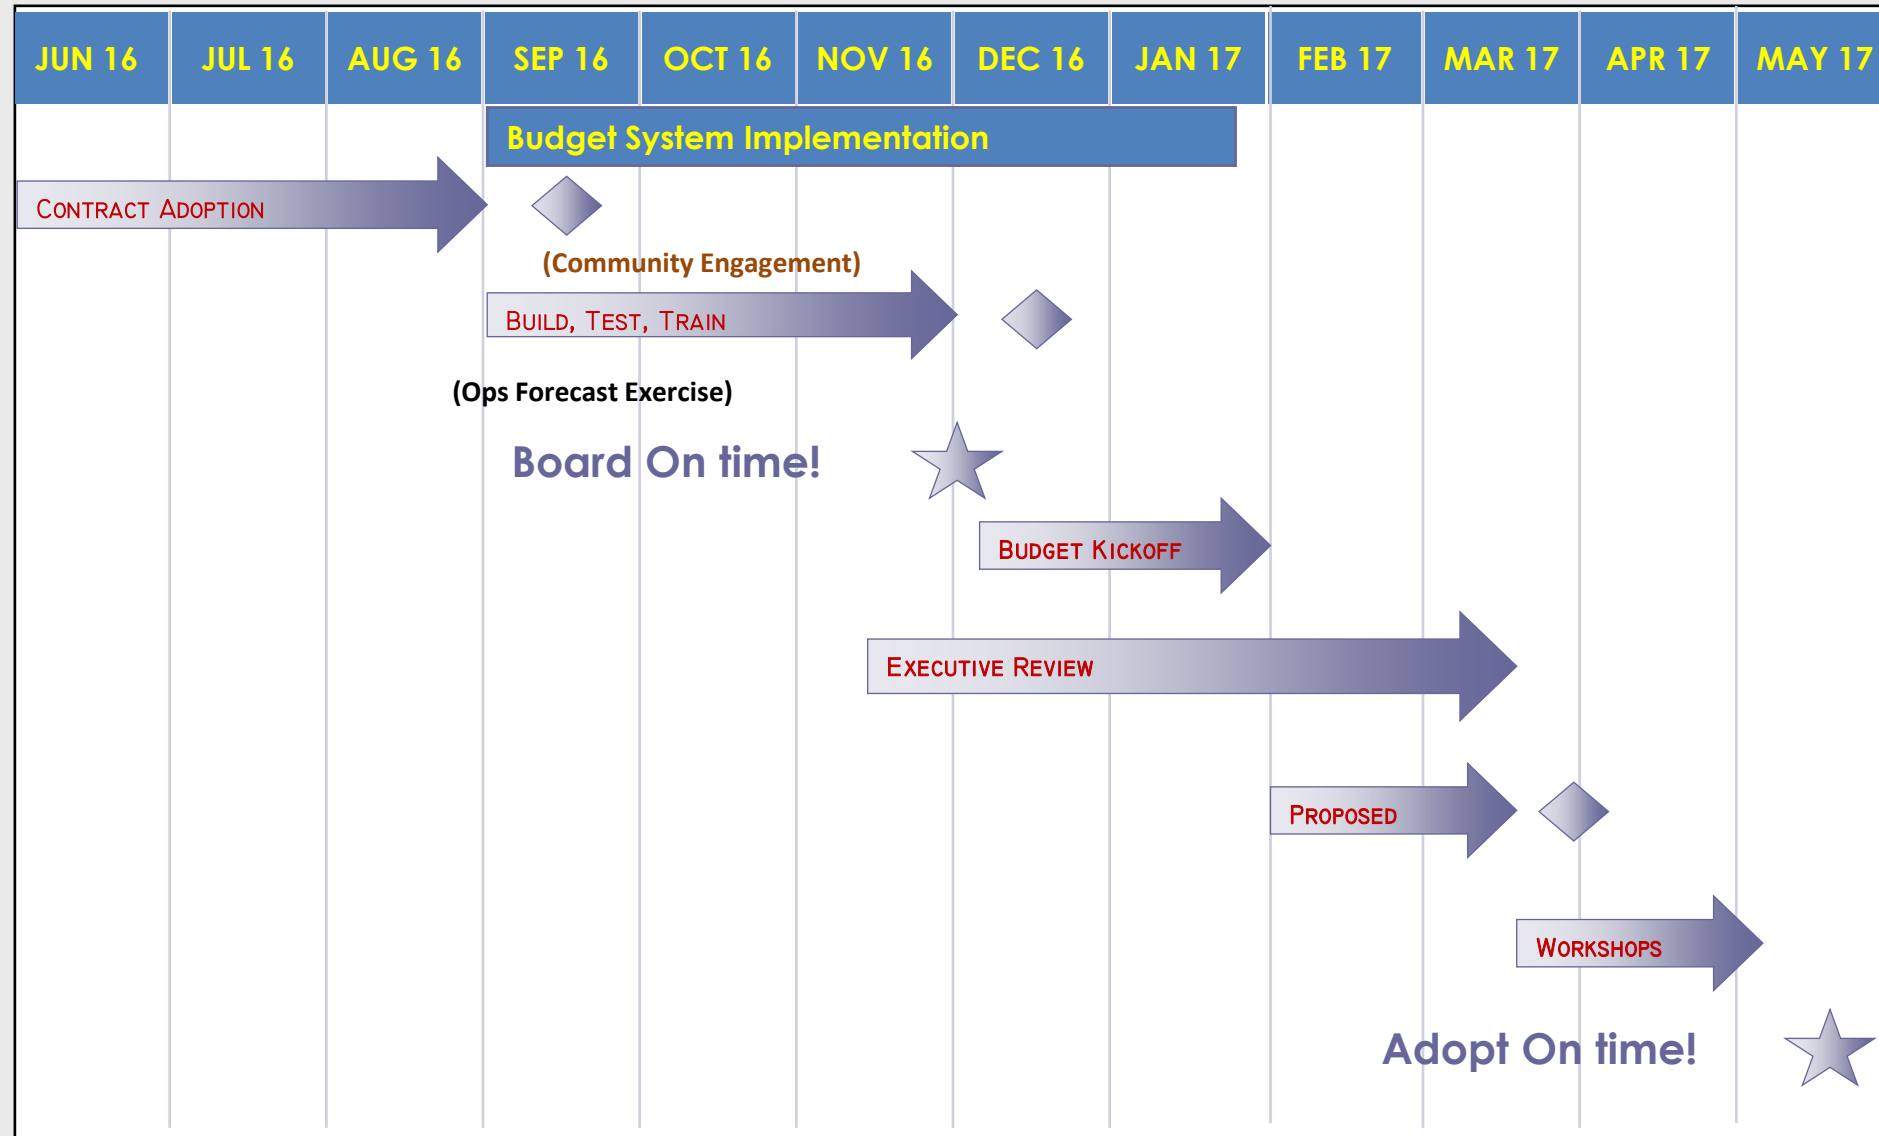 JUN 16 JUL 16 AUG 16 SEP 16 OCT 16 NOV 16 DEC 16 JAN 17 FEB 17 MAR 17 APR 17 MAY 17
Budget System Implementation
CONTRACT ADOPTION
(Community Engagement)
BUILD, TEST, TRAIN
(Ops Forecast Exercise)
Board On time!
BUDGET KICKOFF
EXECUTIVE REVIEW
PROPOSED
WORKSHOPS
Adopt On time!